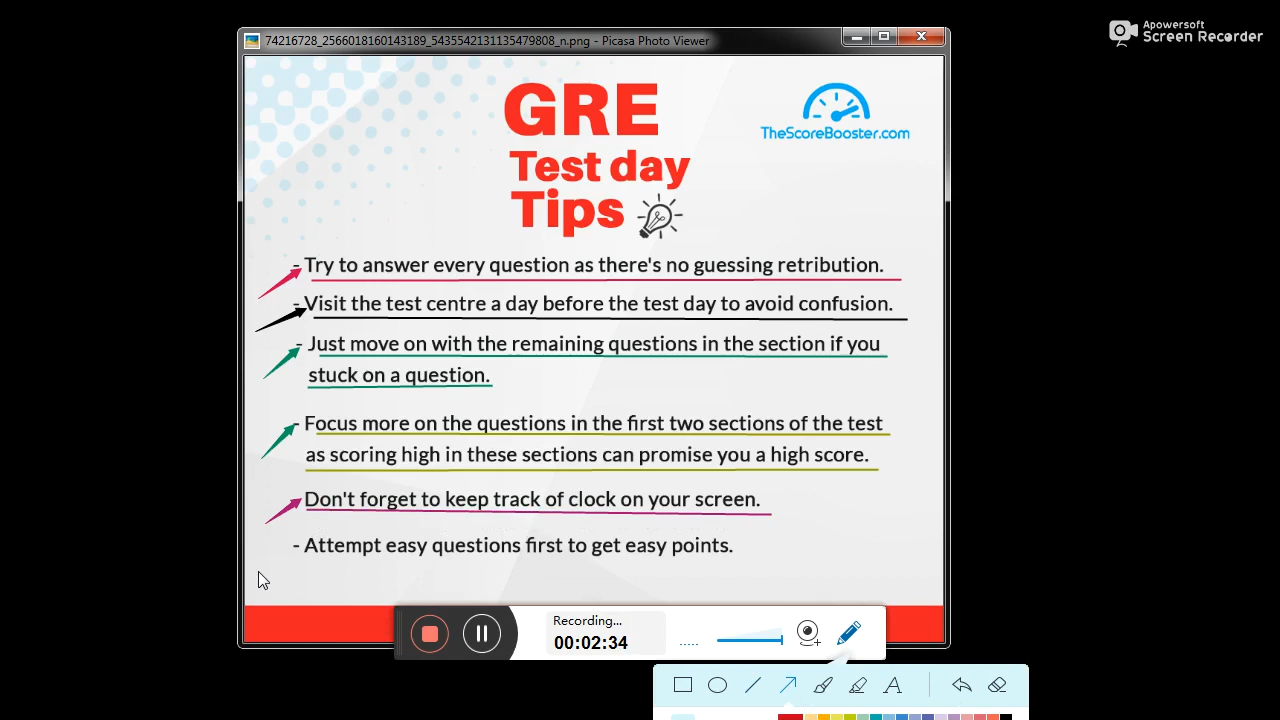 Apowersoft
Screen Recorder
74216728_2566018160143189_5435542131135479808_n.png - Picasa Photo Viewer
GRE
Test day
Tips
TheScoreBooster.com
- Try to answer every question as there's no guessing retribution.
- Visit the test centre a day before the test day to avoid confusion.
- Just move on with the remaining questions in the section if you
stuck on a question.
- Focus more on the questions in the first two sections of the test
as scoring high in these sections can promise you a high score.
- Don't forget to keep track of clock on your screen.
- Attempt easy questions first to get easy points.
Recording...
00:02:34
A